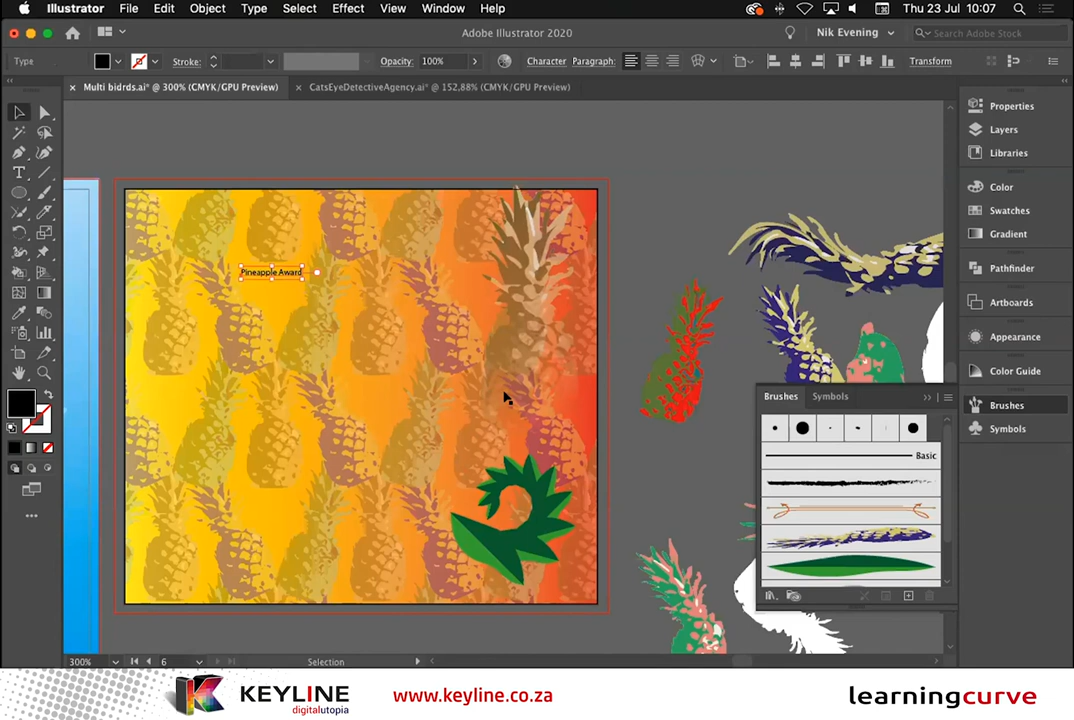 Illustrator File Edit Object Type Select Effect View Window Help Thu 23 Jul 10:07
Adobe Illustrator 2020 Nik Evening Search Adobe Stock
Type Stroke: Opacity: 100% Character Paragraph: Transform
Multi bidrds.ai* @ 300% (CMYK/GPU Preview) CatsEyeDetectiveAgency.ai* @ 152,88% (RGB/GPU Preview)
Properties
Layers
Libraries
Color
Swatches
Gradient
Pathfinder
Artboards
Appearance
Color Guide
Brushes
Symbols
Pineapple Award
Brushes Symbols
Basic
300% 6 Selection
KEYLINE
digitalutopia
www.keyline.co.za
learningcurve